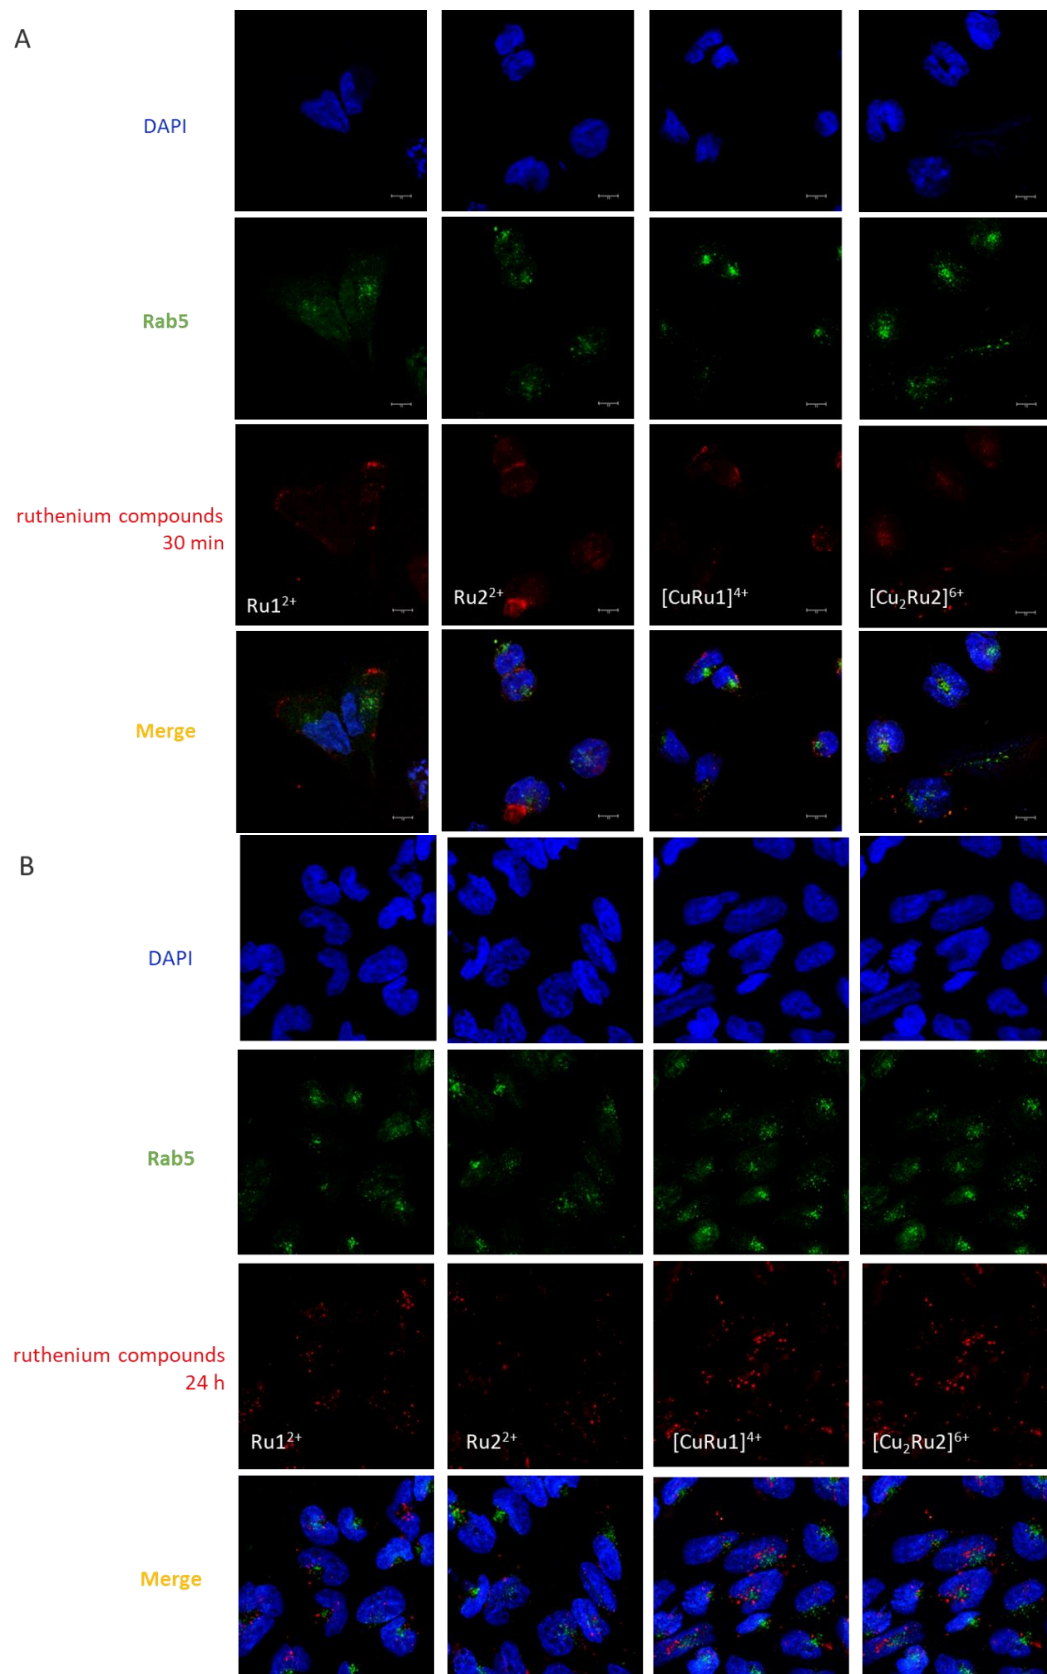 A
DAPI
Rab5
ruthenium compounds
30 min
Ru1²⁺
Ru2²⁺
[CuRu1]⁴⁺
[Cu₂Ru2]⁶⁺
Merge
B
DAPI
Rab5
ruthenium compounds
24 h
Ru1²⁺
Ru2²⁺
[CuRu1]⁴⁺
[Cu₂Ru2]⁶⁺
Merge